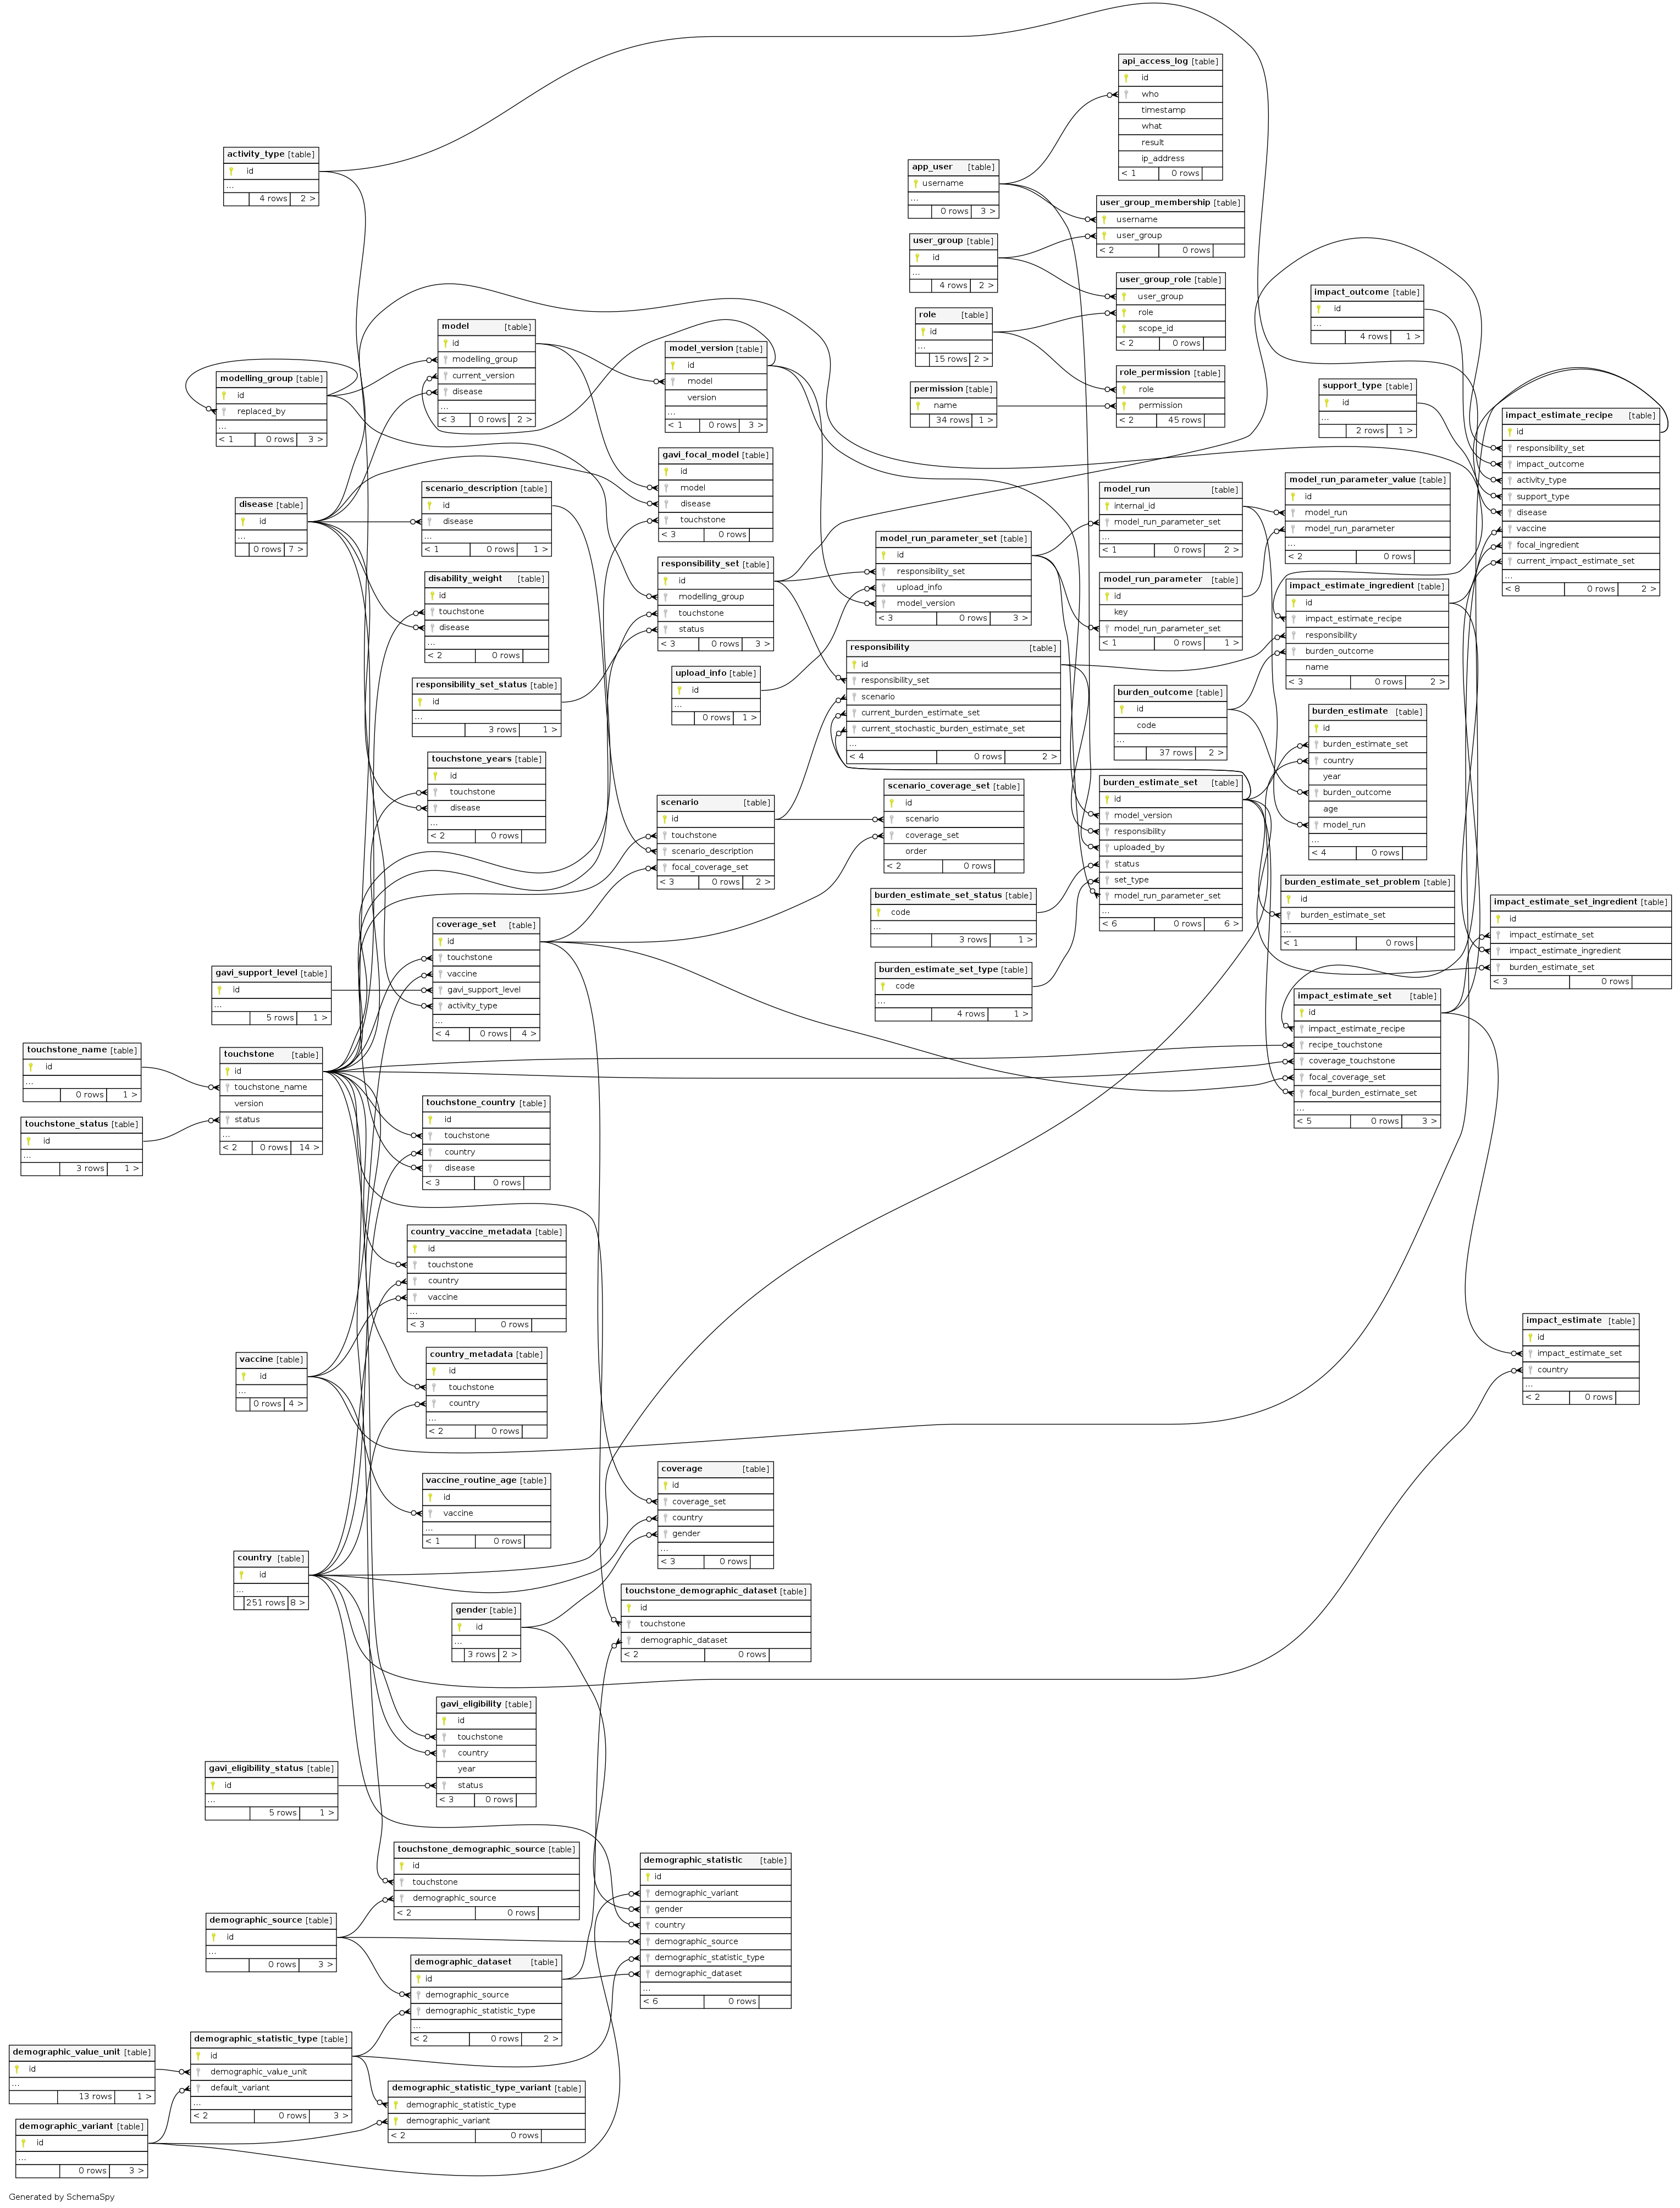 api_access_log [table]
id
who
timestamp
what
result
ip_address
< 1 0 rows
activity_type [table]
id
...
4 rows 2 >
app_user [table]
username
...
0 rows 3 >
user_group_membership [table]
username
user_group
< 2 0 rows
user_group [table]
id
...
4 rows 2 >
user_group_role [table]
user_group
role
scope_id
< 2 0 rows
impact_outcome [table]
id
...
4 rows 1 >
role [table]
id
...
15 rows 2 >
model [table]
id
modelling_group
current_version
disease
...
< 3 0 rows 2 >
model_version [table]
id
model
version
...
< 1 0 rows 3 >
role_permission [table]
role
permission
< 2 45 rows
modelling_group [table]
id
replaced_by
...
< 1 0 rows 3 >
permission [table]
name
34 rows 1 >
support_type [table]
id
...
2 rows 1 >
impact_estimate_recipe [table]
id
responsibility_set
impact_outcome
activity_type
support_type
disease
vaccine
focal_ingredient
current_impact_estimate_set
...
< 8 0 rows 2 >
gavi_focal_model [table]
id
model
disease
touchstone
< 3 0 rows
disease [table]
id
...
0 rows 7 >
scenario_description [table]
id
disease
...
< 1 0 rows 1 >
model_run [table]
internal_id
model_run_parameter_set
...
< 1 0 rows 2 >
model_run_parameter_value [table]
id
model_run
model_run_parameter
...
< 2 0 rows
model_run_parameter_set [table]
id
responsibility_set
upload_info
model_version
< 3 0 rows 3 >
disability_weight [table]
id
touchstone
disease
...
< 2 0 rows
responsibility_set [table]
id
modelling_group
touchstone
status
< 3 0 rows 3 >
model_run_parameter [table]
id
key
model_run_parameter_set
< 1 0 rows 1 >
impact_estimate_ingredient [table]
id
impact_estimate_recipe
responsibility
burden_outcome
name
< 3 0 rows 2 >
responsibility [table]
id
responsibility_set
scenario
current_burden_estimate_set
current_stochastic_burden_estimate_set
...
< 4 0 rows 2 >
responsibility_set_status [table]
id
...
3 rows 1 >
upload_info [table]
id
...
0 rows 1 >
burden_outcome [table]
id
code
...
37 rows 2 >
burden_estimate [table]
id
burden_estimate_set
country
year
burden_outcome
age
model_run
...
< 4 0 rows
touchstone_years [table]
id
touchstone
disease
...
< 2 0 rows
scenario [table]
id
touchstone
scenario_description
focal_coverage_set
< 3 0 rows 2 >
scenario_coverage_set [table]
id
scenario
coverage_set
order
< 2 0 rows
burden_estimate_set [table]
id
model_version
responsibility
uploaded_by
status
set_type
model_run_parameter_set
...
< 6 0 rows 6 >
burden_estimate_set_status [table]
code
...
3 rows 1 >
burden_estimate_set_problem [table]
id
burden_estimate_set
...
< 1 0 rows
impact_estimate_set_ingredient [table]
id
impact_estimate_set
impact_estimate_ingredient
burden_estimate_set
< 3 0 rows
coverage_set [table]
id
touchstone
vaccine
gavi_support_level
activity_type
...
< 4 0 rows 4 >
gavi_support_level [table]
id
...
5 rows 1 >
burden_estimate_set_type [table]
code
...
4 rows 1 >
impact_estimate_set [table]
id
impact_estimate_recipe
recipe_touchstone
coverage_touchstone
focal_coverage_set
focal_burden_estimate_set
...
< 5 0 rows 3 >
touchstone_name [table]
id
...
0 rows 1 >
touchstone [table]
id
touchstone_name
version
status
...
< 2 0 rows 14 >
touchstone_status [table]
id
...
3 rows 1 >
touchstone_country [table]
id
touchstone
country
disease
< 3 0 rows
country_vaccine_metadata [table]
id
touchstone
country
vaccine
...
< 3 0 rows
impact_estimate [table]
id
impact_estimate_set
country
...
< 2 0 rows
vaccine [table]
id
...
0 rows 4 >
country_metadata [table]
id
touchstone
country
...
< 2 0 rows
vaccine_routine_age [table]
id
vaccine
...
< 1 0 rows
coverage [table]
id
coverage_set
country
gender
...
< 3 0 rows
country [table]
id
...
251 rows 8 >
gender [table]
id
...
3 rows 2 >
touchstone_demographic_dataset [table]
id
touchstone
demographic_dataset
< 2 0 rows
gavi_eligibility [table]
id
touchstone
country
year
status
< 3 0 rows
gavi_eligibility_status [table]
id
...
5 rows 1 >
touchstone_demographic_source [table]
id
touchstone
demographic_source
< 2 0 rows
demographic_statistic [table]
id
demographic_variant
gender
country
demographic_source
demographic_statistic_type
demographic_dataset
...
< 6 0 rows
demographic_source [table]
id
...
0 rows 3 >
demographic_dataset [table]
id
demographic_source
demographic_statistic_type
...
< 2 0 rows 2 >
demographic_value_unit [table]
id
...
13 rows 1 >
demographic_statistic_type [table]
id
demographic_value_unit
default_variant
...
< 2 0 rows 3 >
demographic_statistic_type_variant [table]
demographic_statistic_type
demographic_variant
< 2 0 rows
demographic_variant [table]
id
...
0 rows 3 >
Generated by SchemaSpy